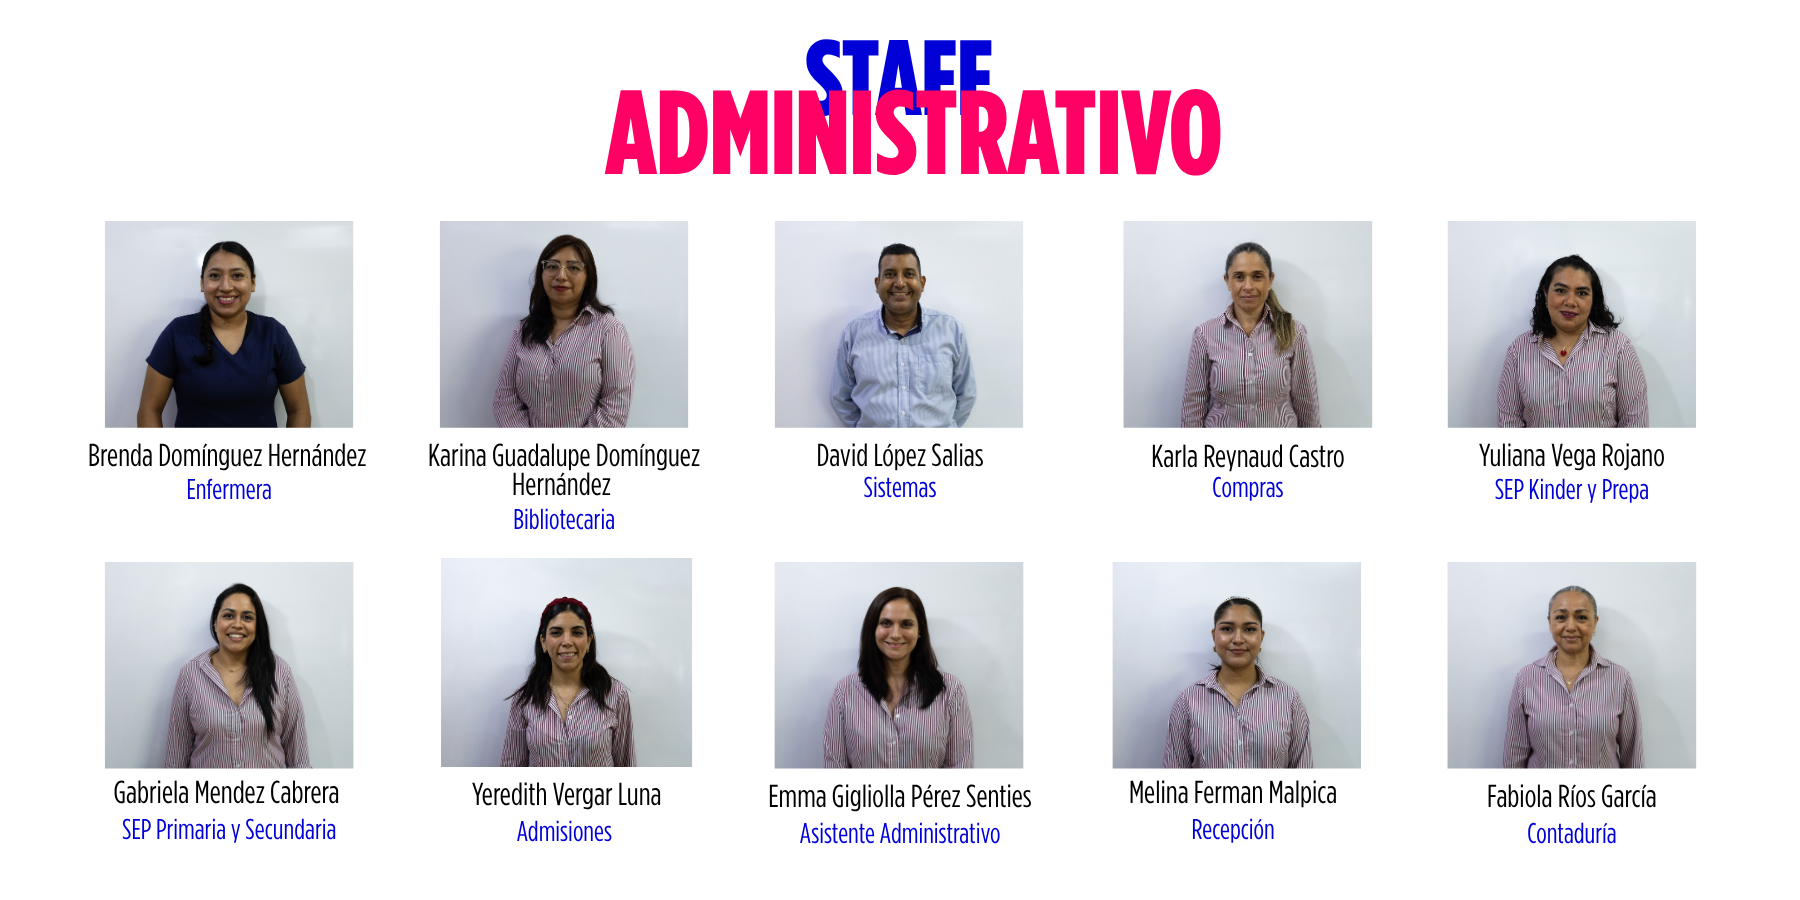 STAFF
ADMINISTRATIVO
Brenda Domínguez Hernández
Enfermera
Karina Guadalupe Domínguez
Hernández
Bibliotecaria
David López Salias
Sistemas
Karla Reynaud Castro
Compras
Yuliana Vega Rojano
SEP Kinder y Prepa
Gabriela Mendez Cabrera
SEP Primaria y Secundaria
Yeredith Vergar Luna
Admisiones
Emma Gigliolla Pérez Senties
Asistente Administrativo
Melina Ferman Malpica
Recepción
Fabiola Ríos García
Contaduría